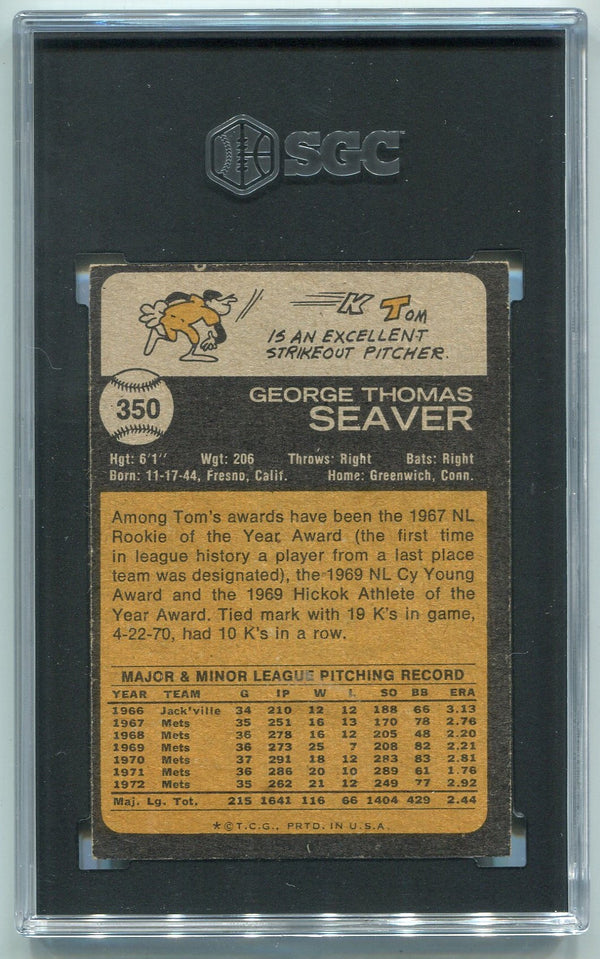 SGC
K Tom
IS AN EXCELLENT
STRIKEOUT PITCHER.
350
GEORGE THOMAS
SEAVER
Hgt: 6'1" Wgt: 206 Throws: Right Bats: Right
Born: 11-17-44, Fresno, Calif. Home: Greenwich, Conn.
Among Tom's awards have been the 1967 NL
Rookie of the Year Award (the first time
in league history a player from a last place
team was designated), the 1969 NL Cy Young
Award and the 1969 Hickok Athlete of the
Year Award. Tied mark with 19 K's in game,
4-22-70, had 10 K's in a row.
MAJOR & MINOR LEAGUE PITCHING RECORD
YEAR TEAM G IP W L SO BB ERA
1966 Jack'ville 34 210 12 12 188 66 3.13
1967 Mets 35 251 16 13 170 78 2.76
1968 Mets 36 278 16 12 205 48 2.20
1969 Mets 36 273 25 7 208 82 2.21
1970 Mets 37 291 18 12 283 83 2.81
1971 Mets 36 286 20 10 289 61 1.76
1972 Mets 35 262 21 12 249 77 2.92
Maj. Lg. Tot. 215 1641 116 66 1404 429 2.44
*©T.C.G., PRTD. IN U.S.A.